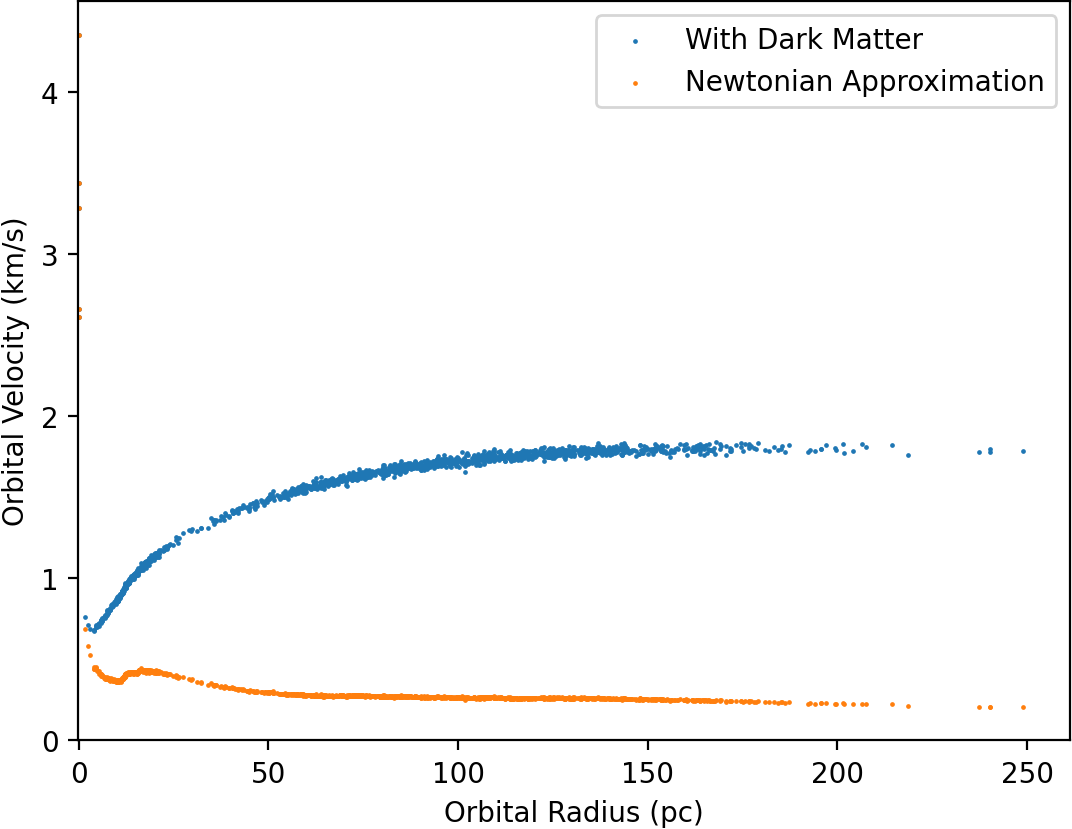 With Dark Matter
Newtonian Approximation
Orbital Velocity (km/s)
4
3
2
1
0
0 50 100 150 200 250
Orbital Radius (pc)